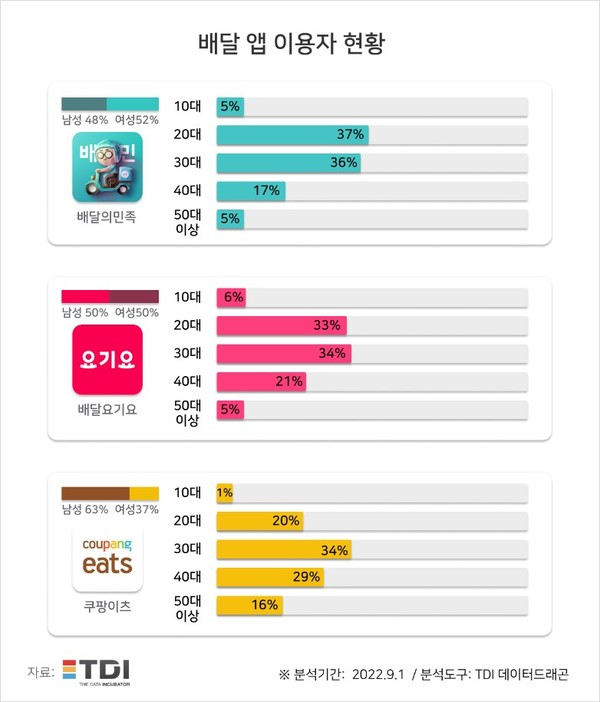 배달 앱 이용자 현황
남성 48% 여성52%
배달의민족
10대 5%
20대 37%
30대 36%
40대 17%
50대
이상 5%
남성 50% 여성50%
요기요
배달요기요
10대 6%
20대 33%
30대 34%
40대 21%
50대
이상 5%
남성 63% 여성37%
coupang
eats
쿠팡이츠
10대 1%
20대 20%
30대 34%
40대 29%
50대
이상 16%
자료: TDI
THE DATA INCUBATOR
※ 분석기간: 2022.9.1 / 분석도구: TDI 데이터드래곤